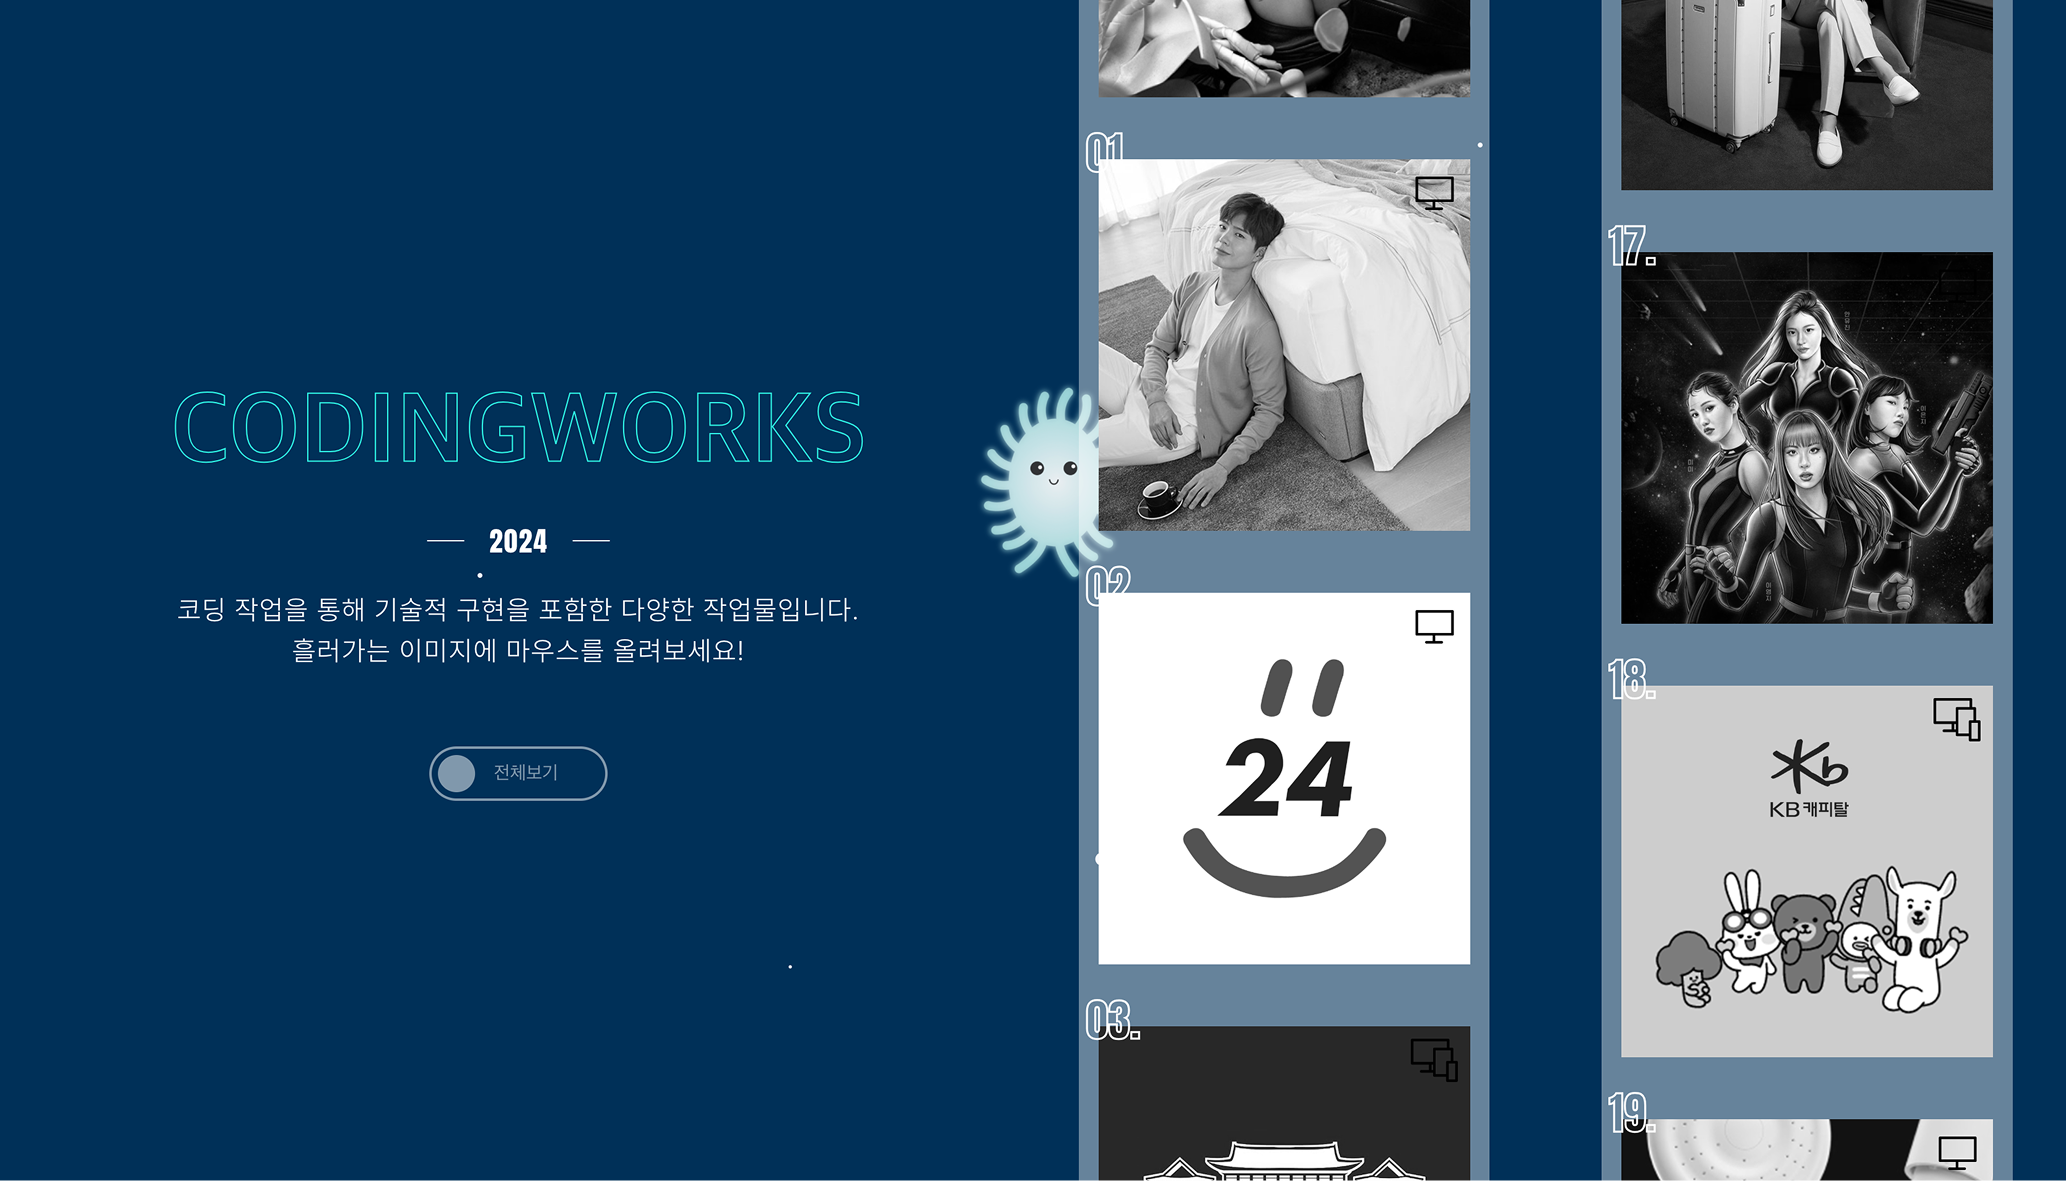 CODINGWORKS
2024
코딩 작업을 통해 기술적 구현을 포함한 다양한 작업물입니다.
흘러가는 이미지에 마우스를 올려보세요!
전체보기
01
02
24
03.
17.
18.
Kb
KB캐피탈
19.